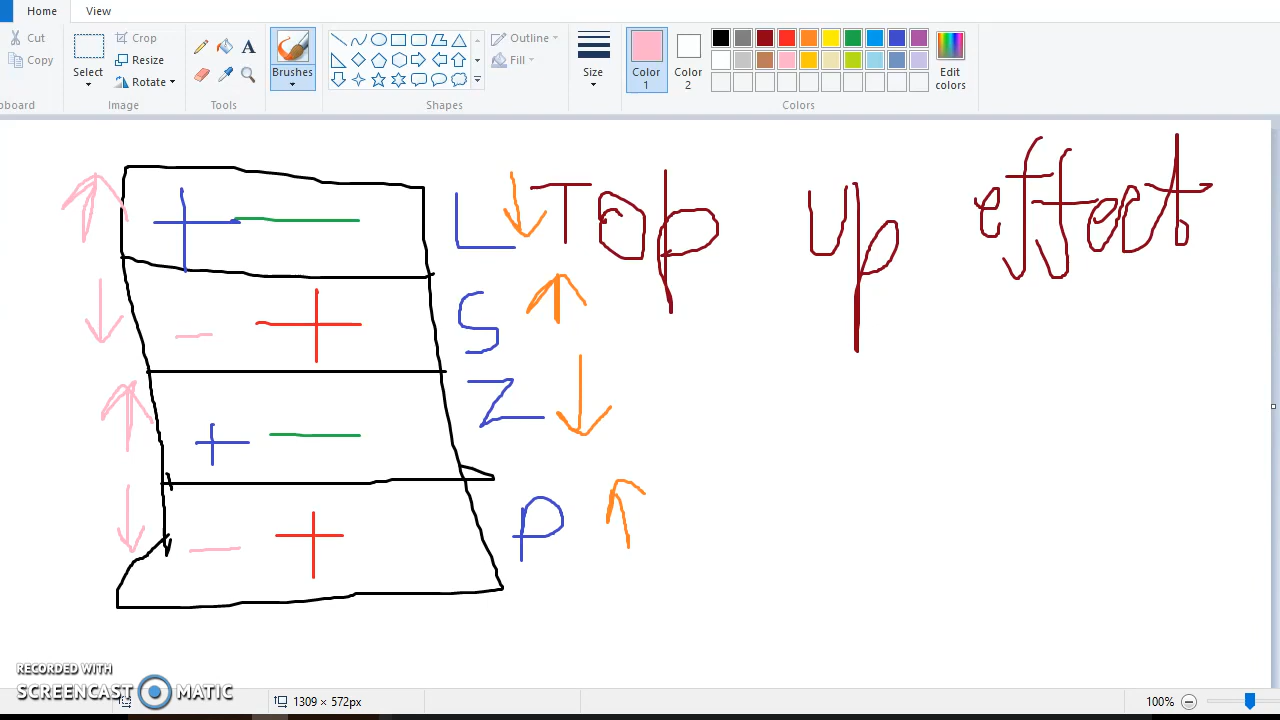 Home View
Cut
Copy
Crop
Resize
Rotate
Select
Brushes
Outline
Fill
Size
Color 1
Color 2
Edit colors
Image
Tools
Shapes
Colors
L Top up effect
- + S
+ - Z
- + P
RECORDED WITH
SCREENCAST MATIC
1309 × 572px
100%